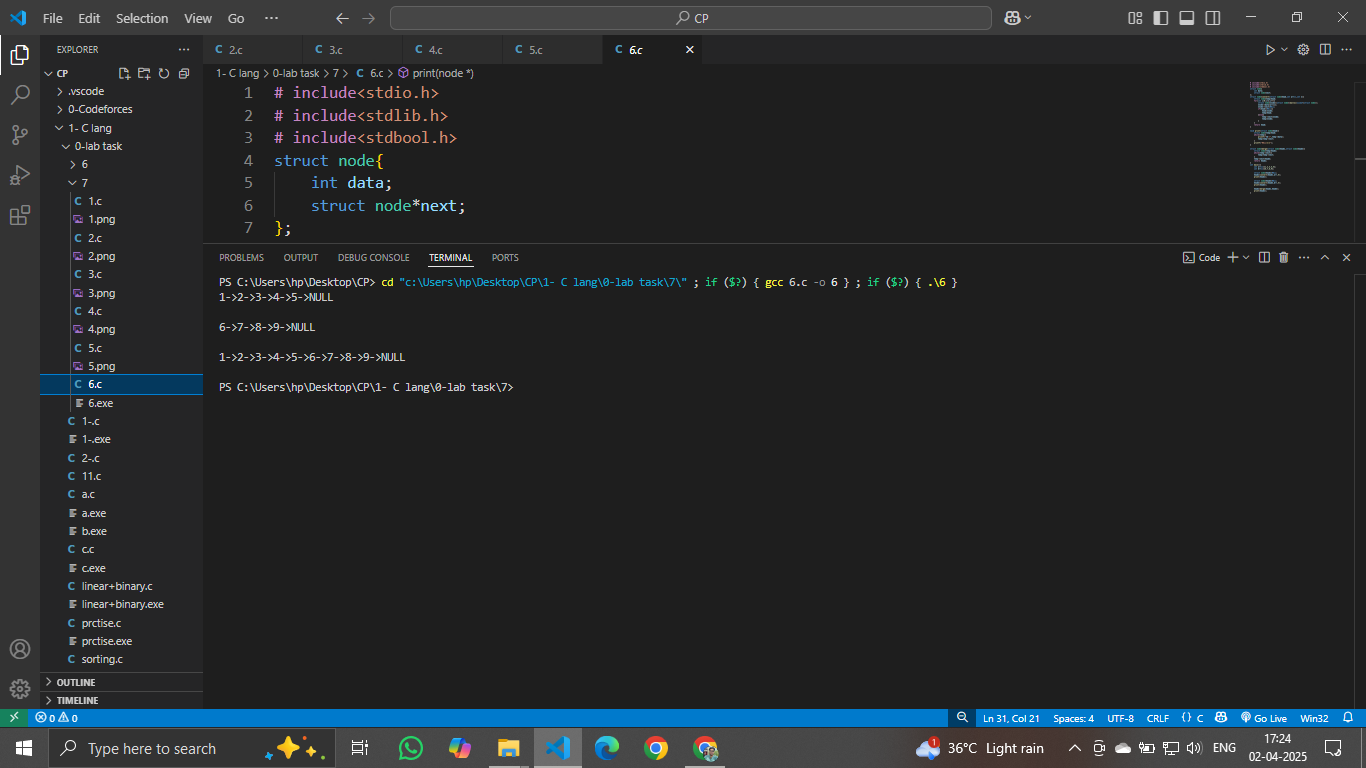 File Edit Selection View Go ··· CP
EXPLORER ···
CP
.vscode
0-Codeforces
1- C lang
0-lab task
6
7
C 1.c
1.png
C 2.c
2.png
C 3.c
3.png
C 4.c
4.png
C 5.c
5.png
C 6.c
6.exe
C 1-.c
1-.exe
C 2-.c
C 11.c
C a.c
a.exe
b.exe
C c.c
c.exe
C linear+binary.c
linear+binary.exe
C prctise.c
prctise.exe
C sorting.c
OUTLINE
TIMELINE
C 2.c C 3.c C 4.c C 5.c C 6.c
1- C lang > 0-lab task > 7 > C 6.c > print(node *)
1 # include<stdio.h>
2 # include<stdlib.h>
3 # include<stdbool.h>
4 struct node{
5 int data;
6 struct node*next;
7 };
PROBLEMS OUTPUT DEBUG CONSOLE TERMINAL PORTS Code
PS C:\Users\hp\Desktop\CP> cd "c:\Users\hp\Desktop\CP\1- C lang\0-lab task\7\" ; if ($?) { gcc 6.c -o 6 } ; if ($?) { .\6 }
1->2->3->4->5->NULL
6->7->8->9->NULL
1->2->3->4->5->6->7->8->9->NULL
PS C:\Users\hp\Desktop\CP\1- C lang\0-lab task\7>
0 0 Ln 31, Col 21 Spaces: 4 UTF-8 CRLF {} C Go Live Win32
Type here to search 1 36°C Light rain ENG 17:24
02-04-2025